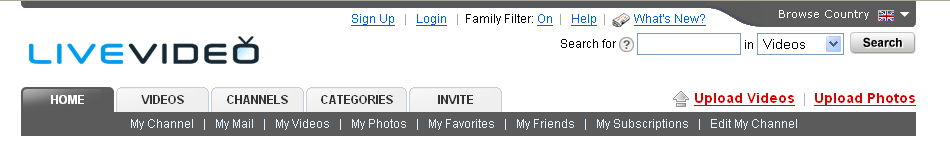 Sign Up | Login | Family Filter: On | Help | What's New? Browse Country
LIVEVIDEO
Search for ? in Videos Search
HOME VIDEOS CHANNELS CATEGORIES INVITE Upload Videos | Upload Photos
My Channel | My Mail | My Videos | My Photos | My Favorites | My Friends | My Subscriptions | Edit My Channel